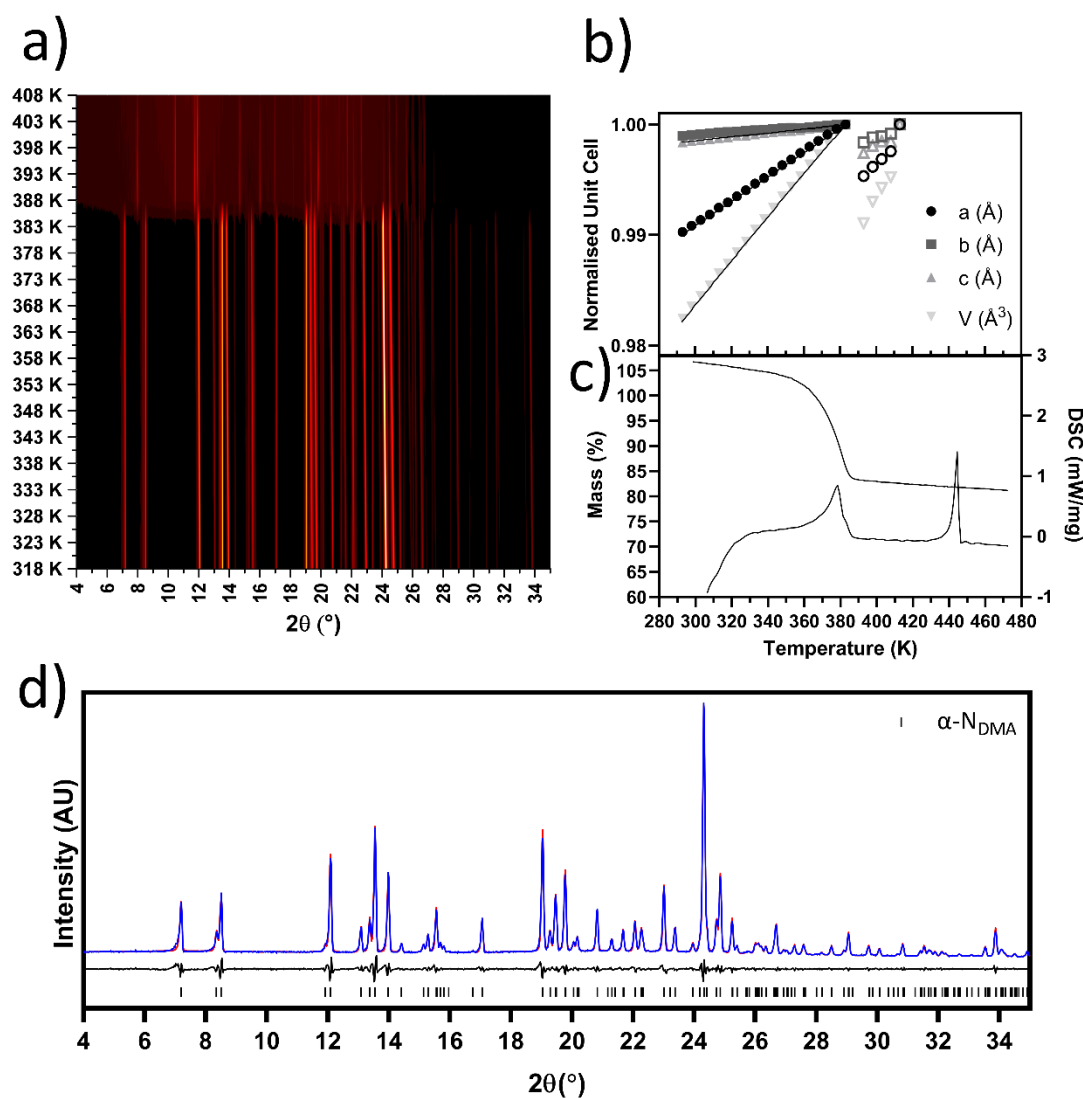 a)
408 K
403 K
398 K
393 K
388 K
383 K
378 K
373 K
368 K
363 K
358 K
353 K
348 K
343 K
338 K
333 K
328 K
323 K
318 K
4 6 8 10 12 14 16 18 20 22 24 26 28 30 32 34
2θ (°)
b)
Normalised Unit Cell
1.00
0.99
0.98
a (Å)
b (Å)
c (Å)
V (Å³)
c)
Mass (%)
105
100
95
90
85
80
75
70
65
60
3
2
1
0
-1
DSC (mW/mg)
280 300 320 340 360 380 400 420 440 460 480
Temperature (K)
d)
Intensity (AU)
α-N_DMA
4 6 8 10 12 14 16 18 20 22 24 26 28 30 32 34
2θ(°)